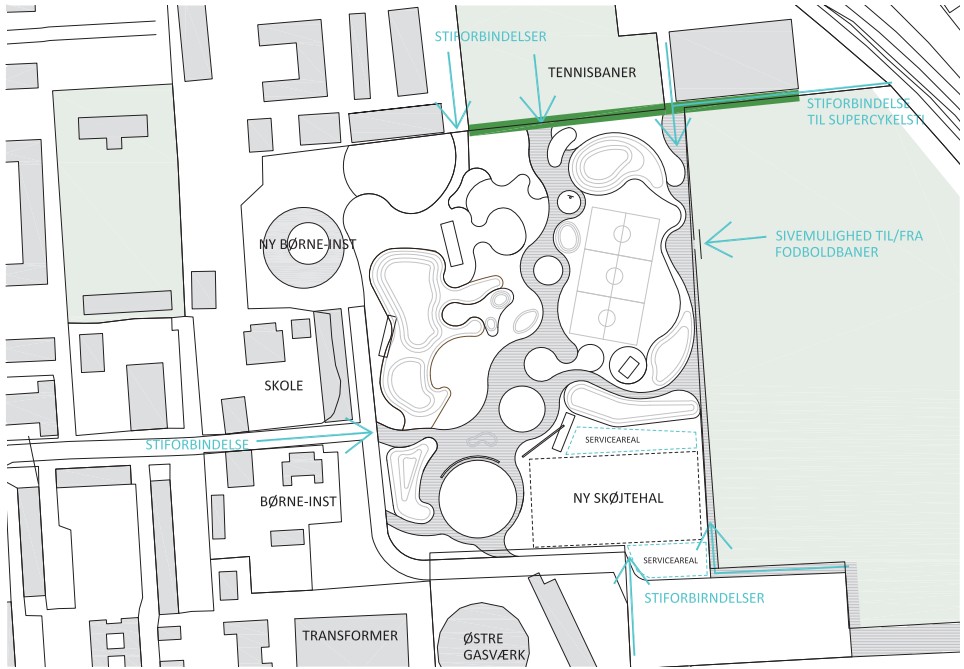 STIFORBINDELSER
TENNISBANER
STIFORBINDELSE
TIL SUPERCYKELSTI
NY BØRNE-INST
SIVEMULIGHED TIL/FRA
FODBOLDBANER
SKOLE
STIFORBINDELSE
SERVICEAREAL
BØRNE-INST
NY SKØJTEHAL
SERVICEAREAL
STIFORBIRNDELSER
TRANSFORMER
ØSTRE
GASVÆRK